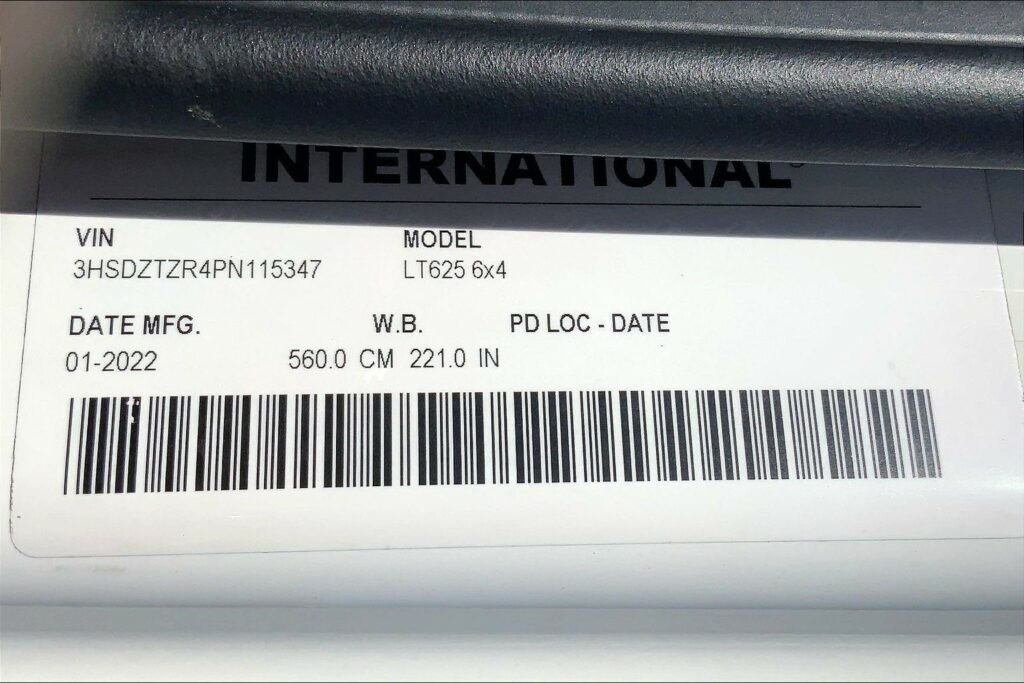 INTERNATIONAL®
VIN MODEL
3HSDZTZR4PN115347 LT625 6x4
DATE MFG. W.B. PD LOC - DATE
01-2022 560.0 CM 221.0 IN